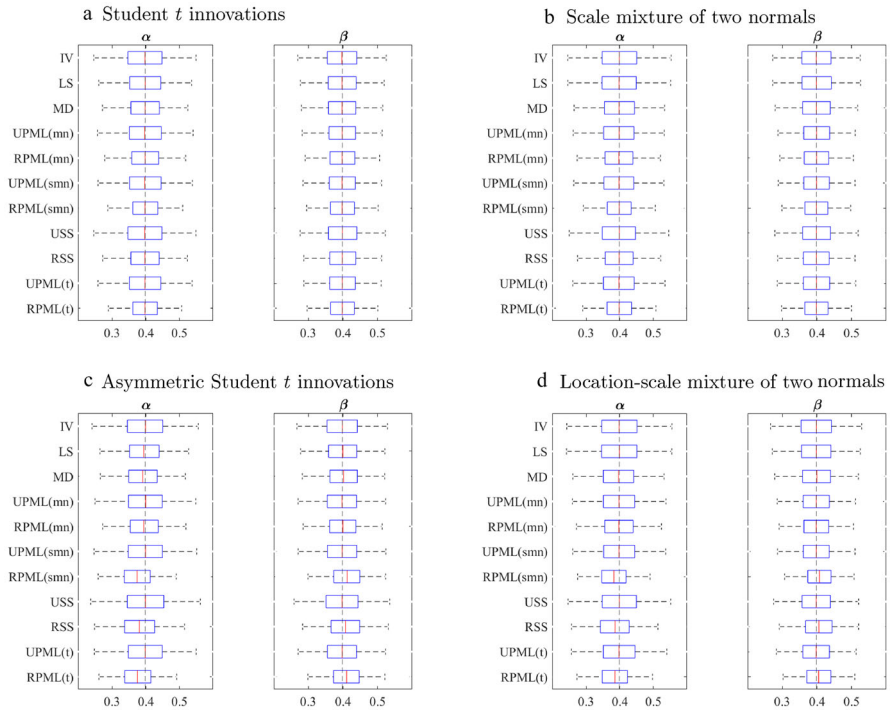 a Student t innovations
b Scale mixture of two normals
α
β
α
β
IV
LS
MD
UPML(mn)
RPML(mn)
UPML(smn)
RPML(smn)
USS
RSS
UPML(t)
RPML(t)
0.3 0.4 0.5
0.3 0.4 0.5
IV
LS
MD
UPML(mn)
RPML(mn)
UPML(smn)
RPML(smn)
USS
RSS
UPML(t)
RPML(t)
0.3 0.4 0.5
0.3 0.4 0.5
c Asymmetric Student t innovations
d Location-scale mixture of two normals
α
β
α
β
IV
LS
MD
UPML(mn)
RPML(mn)
UPML(smn)
RPML(smn)
USS
RSS
UPML(t)
RPML(t)
0.3 0.4 0.5
0.3 0.4 0.5
IV
LS
MD
UPML(mn)
RPML(mn)
UPML(smn)
RPML(smn)
USS
RSS
UPML(t)
RPML(t)
0.3 0.4 0.5
0.3 0.4 0.5